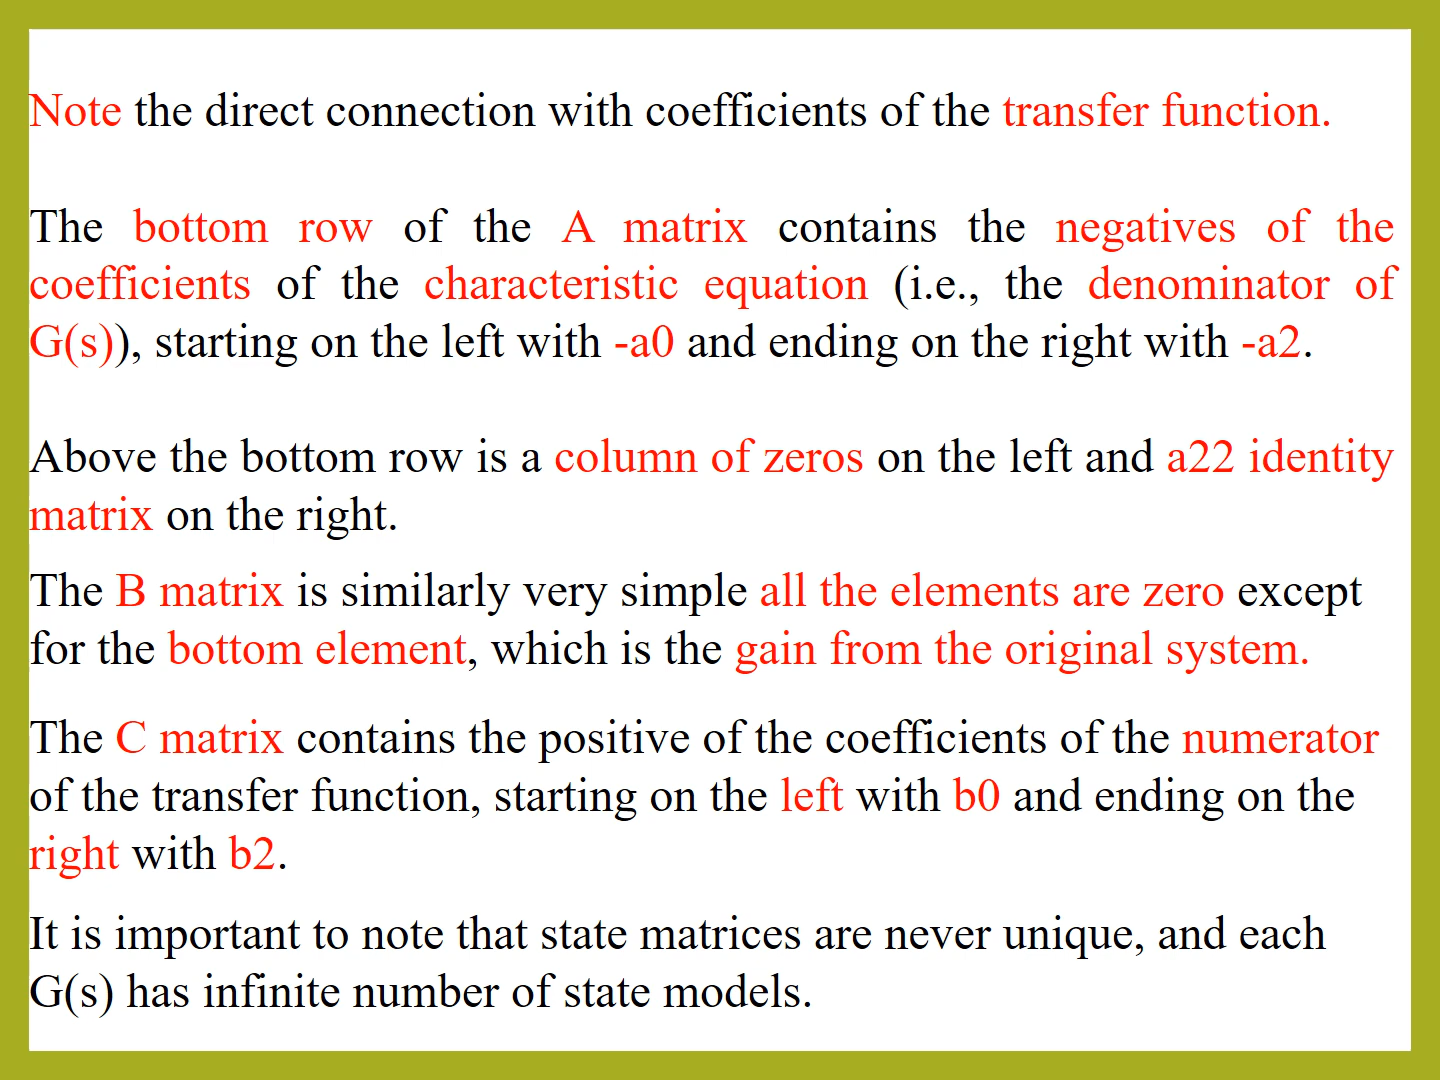 Note the direct connection with coefficients of the transfer function.
The bottom row of the A matrix contains the negatives of the
coefficients of the characteristic equation (i.e., the denominator of
G(s)), starting on the left with -a0 and ending on the right with -a2.
Above the bottom row is a column of zeros on the left and a22 identity
matrix on the right.
The B matrix is similarly very simple all the elements are zero except
for the bottom element, which is the gain from the original system.
The C matrix contains the positive of the coefficients of the numerator
of the transfer function, starting on the left with b0 and ending on the
right with b2.
It is important to note that state matrices are never unique, and each
G(s) has infinite number of state models.